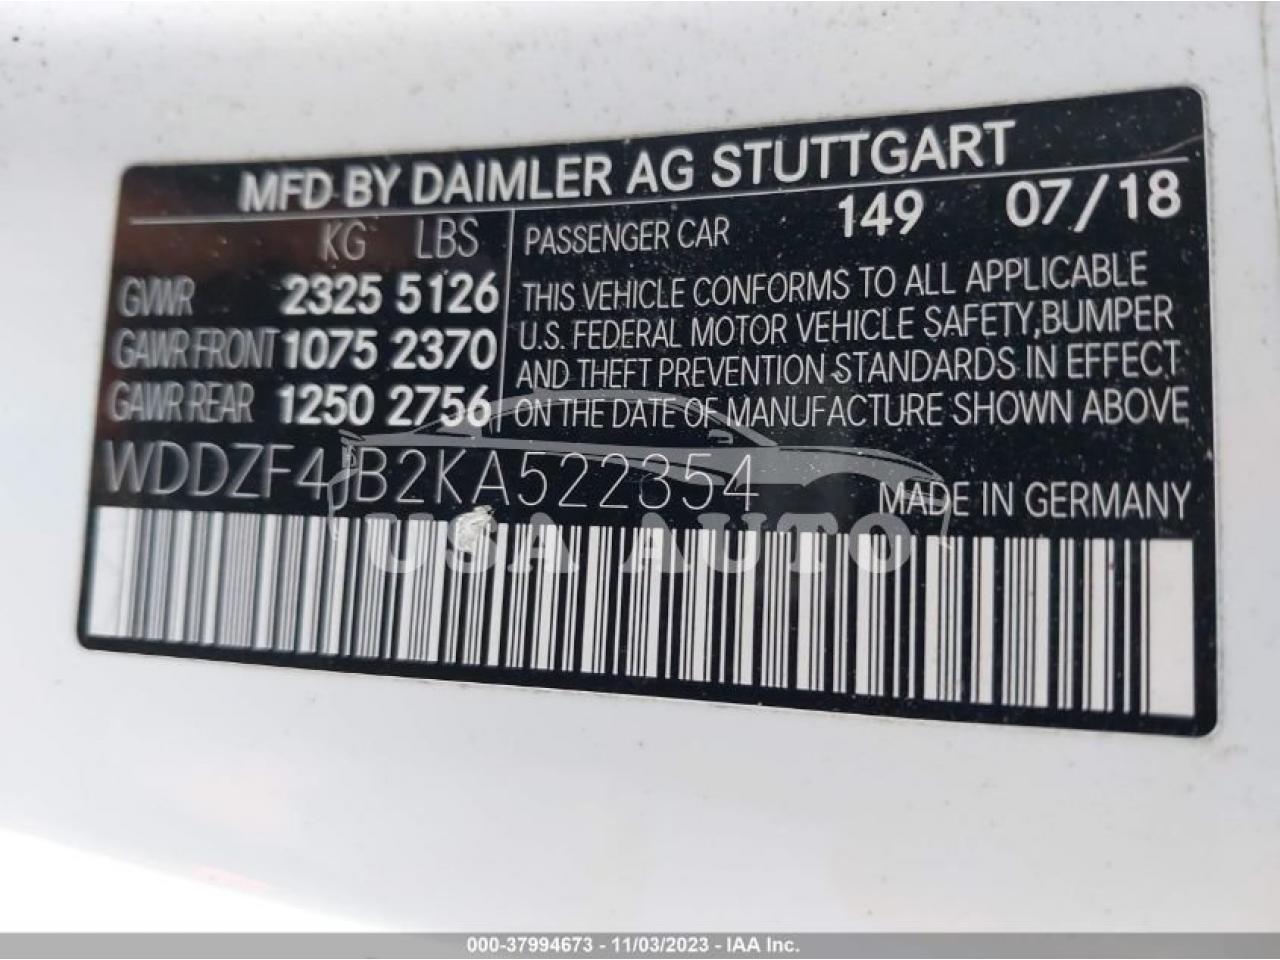 MFD BY DAIMLER AG STUTTGART
KG LBS
PASSENGER CAR 149 07/18
GVWR 2325 5126
GAWR FRONT 1075 2370
GAWR REAR 1250 2756
THIS VEHICLE CONFORMS TO ALL APPLICABLE
U.S. FEDERAL MOTOR VEHICLE SAFETY, BUMPER
AND THEFT PREVENTION STANDARDS IN EFFECT
ON THE DATE OF MANUFACTURE SHOWN ABOVE
WDDZF4JB2KA522354
MADE IN GERMANY
USA AUTO
000-37994673 - 11/03/2023 - IAA Inc.